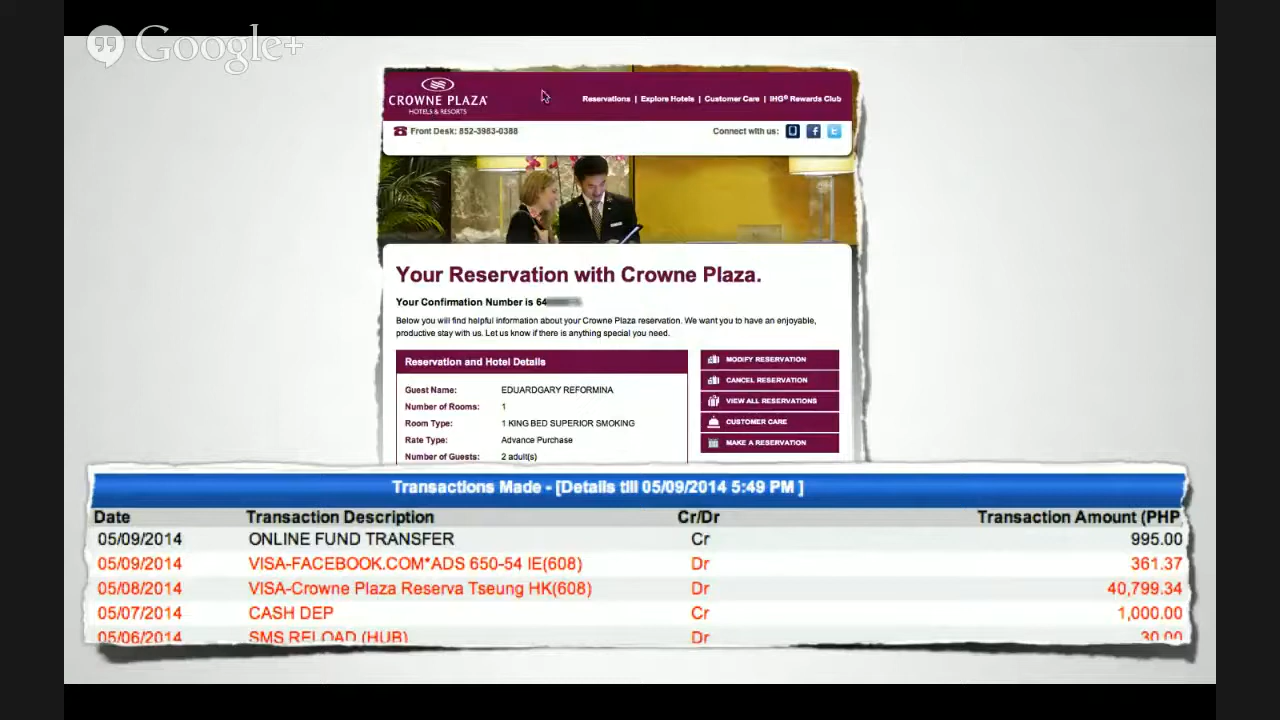 Google+
CROWNE PLAZA
HOTELS & RESORTS
Reservations | Explore Hotels | Customer Care | IHG® Rewards Club
Front Desk: 852-3983-0388
Connect with us:
Your Reservation with Crowne Plaza.
Your Confirmation Number is 64
Below you will find helpful information about your Crowne Plaza reservation. We want you to have an enjoyable,
productive stay with us. Let us know if there is anything special you need.
Reservation and Hotel Details
Guest Name: EDUARDGARY REFORMINA
Number of Rooms: 1
Room Type: 1 KING BED SUPERIOR SMOKING
Rate Type: Advance Purchase
Number of Guests: 2 adult(s)
MODIFY RESERVATION
CANCEL RESERVATION
VIEW ALL RESERVATIONS
CUSTOMER CARE
MAKE A RESERVATION
Transactions Made - [Details till 05/09/2014 5:49 PM ]
Date Transaction Description Cr/Dr Transaction Amount (PHP
05/09/2014 ONLINE FUND TRANSFER Cr 995.00
05/09/2014 VISA-FACEBOOK.COM*ADS 650-54 IE(608) Dr 361.37
05/08/2014 VISA-Crowne Plaza Reserva Tseung HK(608) Dr 40,799.34
05/07/2014 CASH DEP Cr 1,000.00
05/06/2014 SMS RELOAD (HUB) Dr 30.00